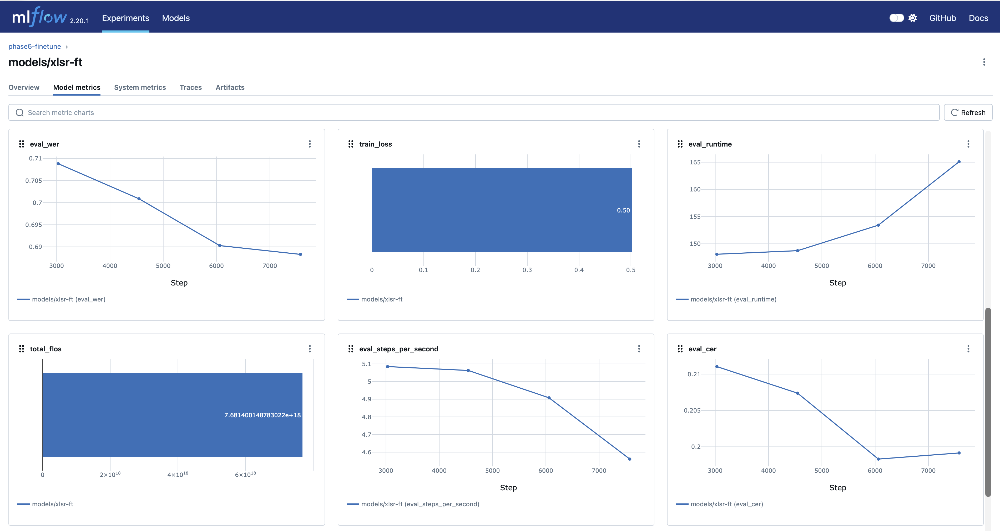 mlflow 2.20.1 Experiments Models GitHub Docs
phase6-finetune ›
models/xlsr-ft
Overview Model metrics System metrics Traces Artifacts
Search metric charts Refresh
eval_wer
0.71
0.705
0.7
0.695
0.69
3000 4000 5000 6000 7000
Step
models/xlsr-ft (eval_wer)
train_loss
0.50
0 0.1 0.2 0.3 0.4 0.5
models/xlsr-ft
eval_runtime
165
160
155
150
3000 4000 5000 6000 7000
Step
models/xlsr-ft (eval_runtime)
total_flos
7.681400148783022e+18
0 2×10¹⁸ 4×10¹⁸ 6×10¹⁸
models/xlsr-ft
eval_steps_per_second
5.1
5
4.9
4.8
4.7
4.6
3000 4000 5000 6000 7000
Step
models/xlsr-ft (eval_steps_per_second)
eval_cer
0.21
0.205
0.2
3000 4000 5000 6000 7000
Step
models/xlsr-ft (eval_cer)